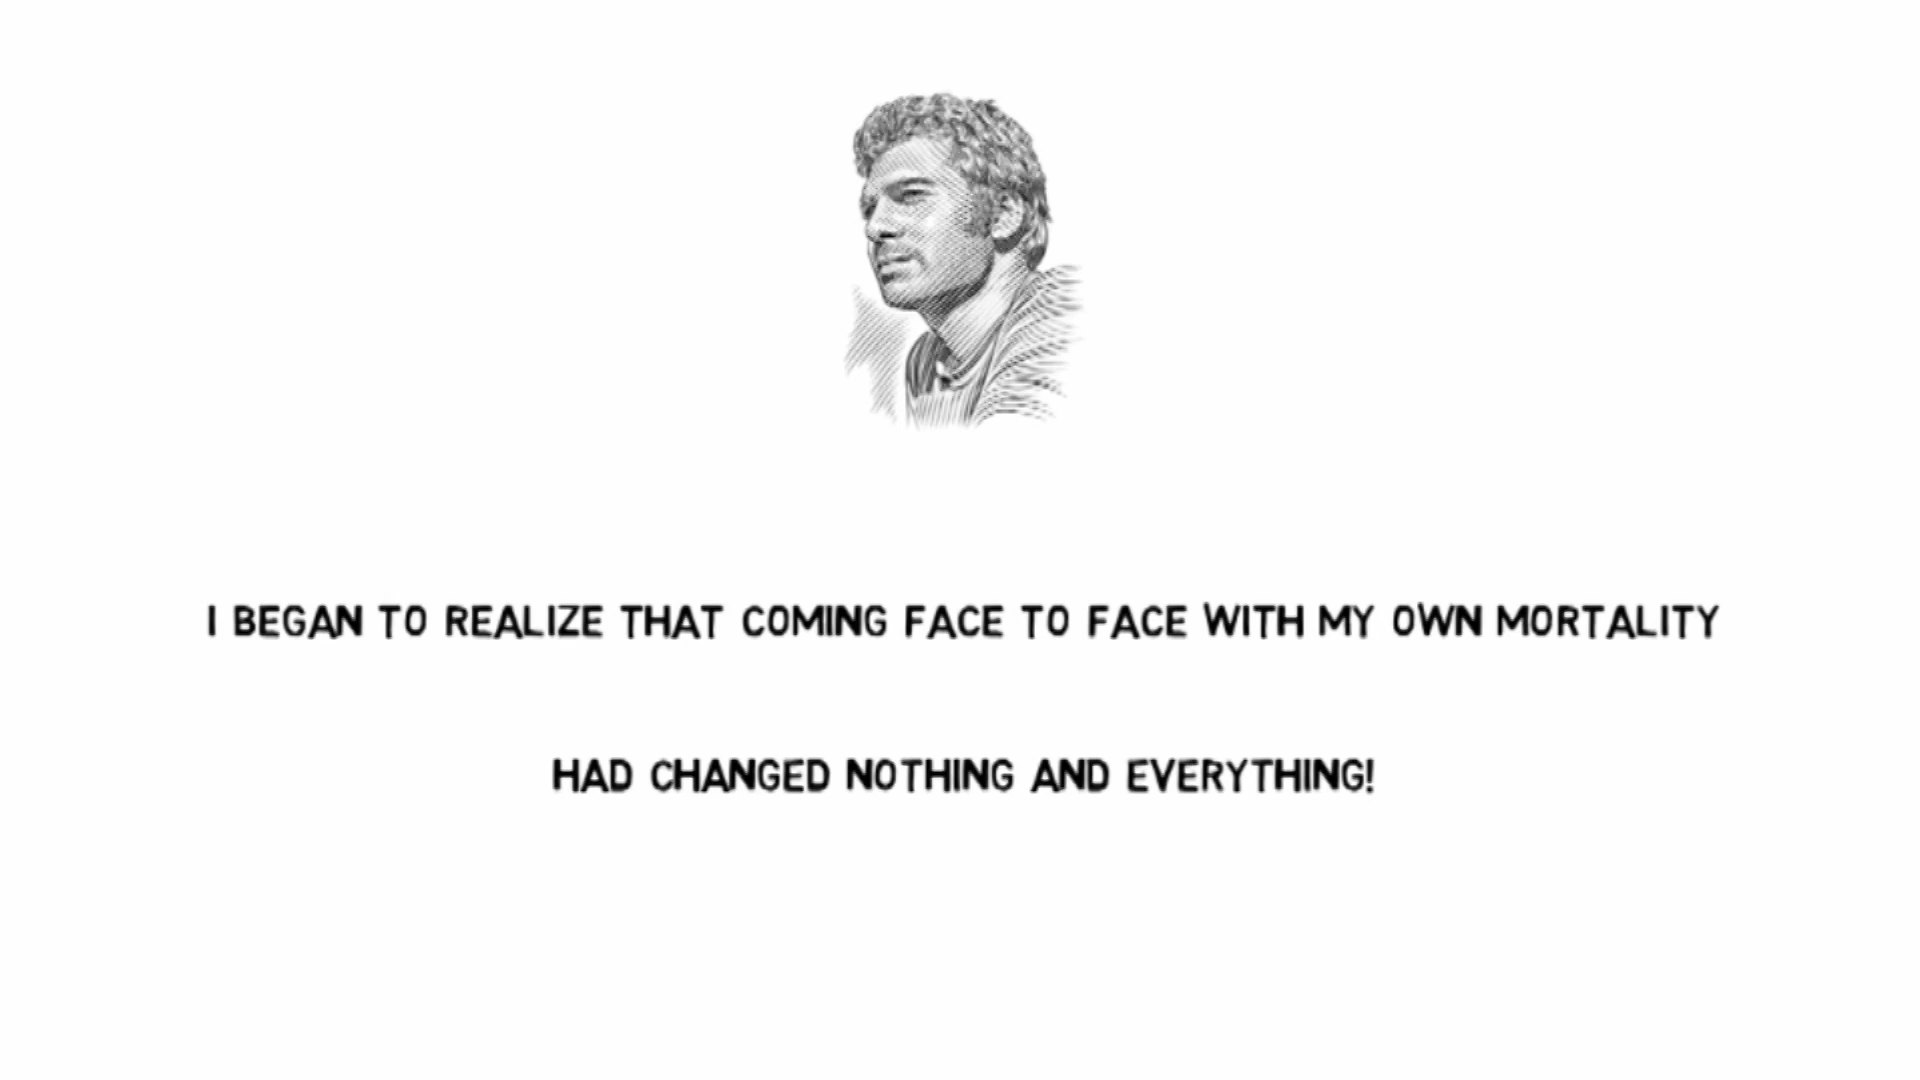 I BEGAN TO REALIZE THAT COMING FACE TO FACE WITH MY OWN MORTALITY
HAD CHANGED NOTHING AND EVERYTHING!